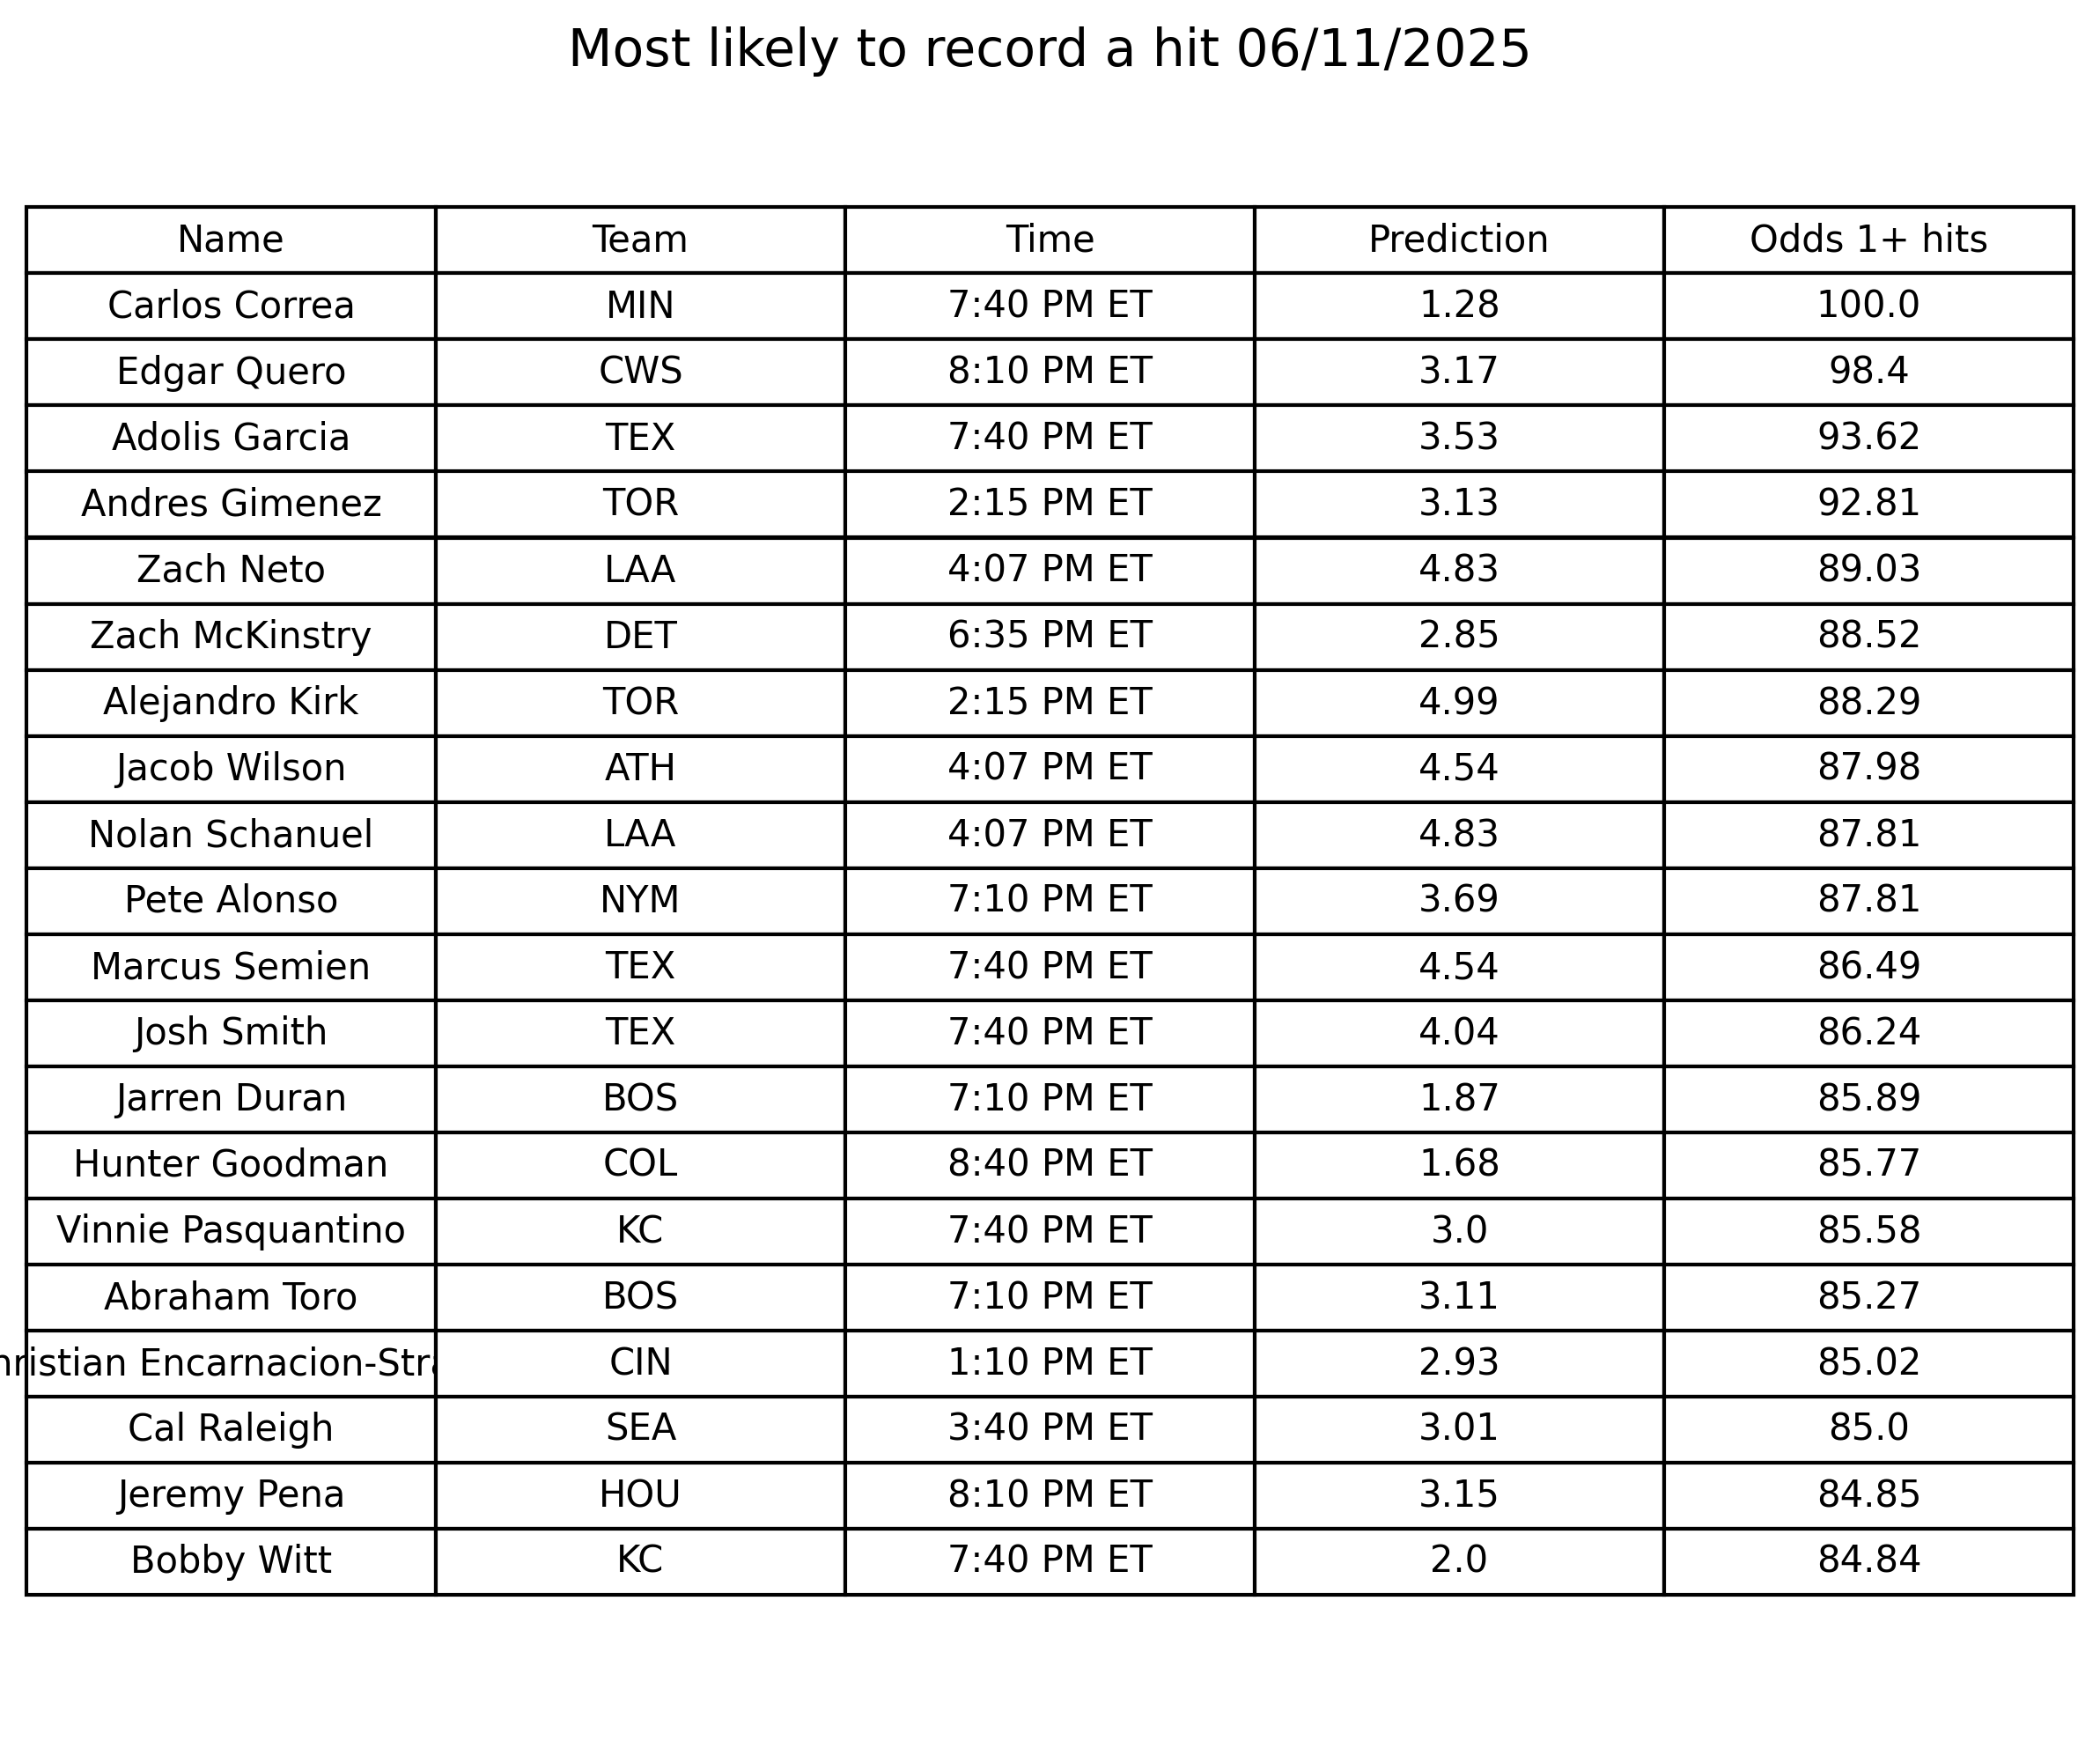 Most likely to record a hit 06/11/2025
Name Team Time Prediction Odds 1+ hits
Carlos Correa MIN 7:40 PM ET 1.28 100.0
Edgar Quero CWS 8:10 PM ET 3.17 98.4
Adolis Garcia TEX 7:40 PM ET 3.53 93.62
Andres Gimenez TOR 2:15 PM ET 3.13 92.81
Zach Neto LAA 4:07 PM ET 4.83 89.03
Zach McKinstry DET 6:35 PM ET 2.85 88.52
Alejandro Kirk TOR 2:15 PM ET 4.99 88.29
Jacob Wilson ATH 4:07 PM ET 4.54 87.98
Nolan Schanuel LAA 4:07 PM ET 4.83 87.81
Pete Alonso NYM 7:10 PM ET 3.69 87.81
Marcus Semien TEX 7:40 PM ET 4.54 86.49
Josh Smith TEX 7:40 PM ET 4.04 86.24
Jarren Duran BOS 7:10 PM ET 1.87 85.89
Hunter Goodman COL 8:40 PM ET 1.68 85.77
Vinnie Pasquantino KC 7:40 PM ET 3.0 85.58
Abraham Toro BOS 7:10 PM ET 3.11 85.27
hristian Encarnacion-Stra CIN 1:10 PM ET 2.93 85.02
Cal Raleigh SEA 3:40 PM ET 3.01 85.0
Jeremy Pena HOU 8:10 PM ET 3.15 84.85
Bobby Witt KC 7:40 PM ET 2.0 84.84